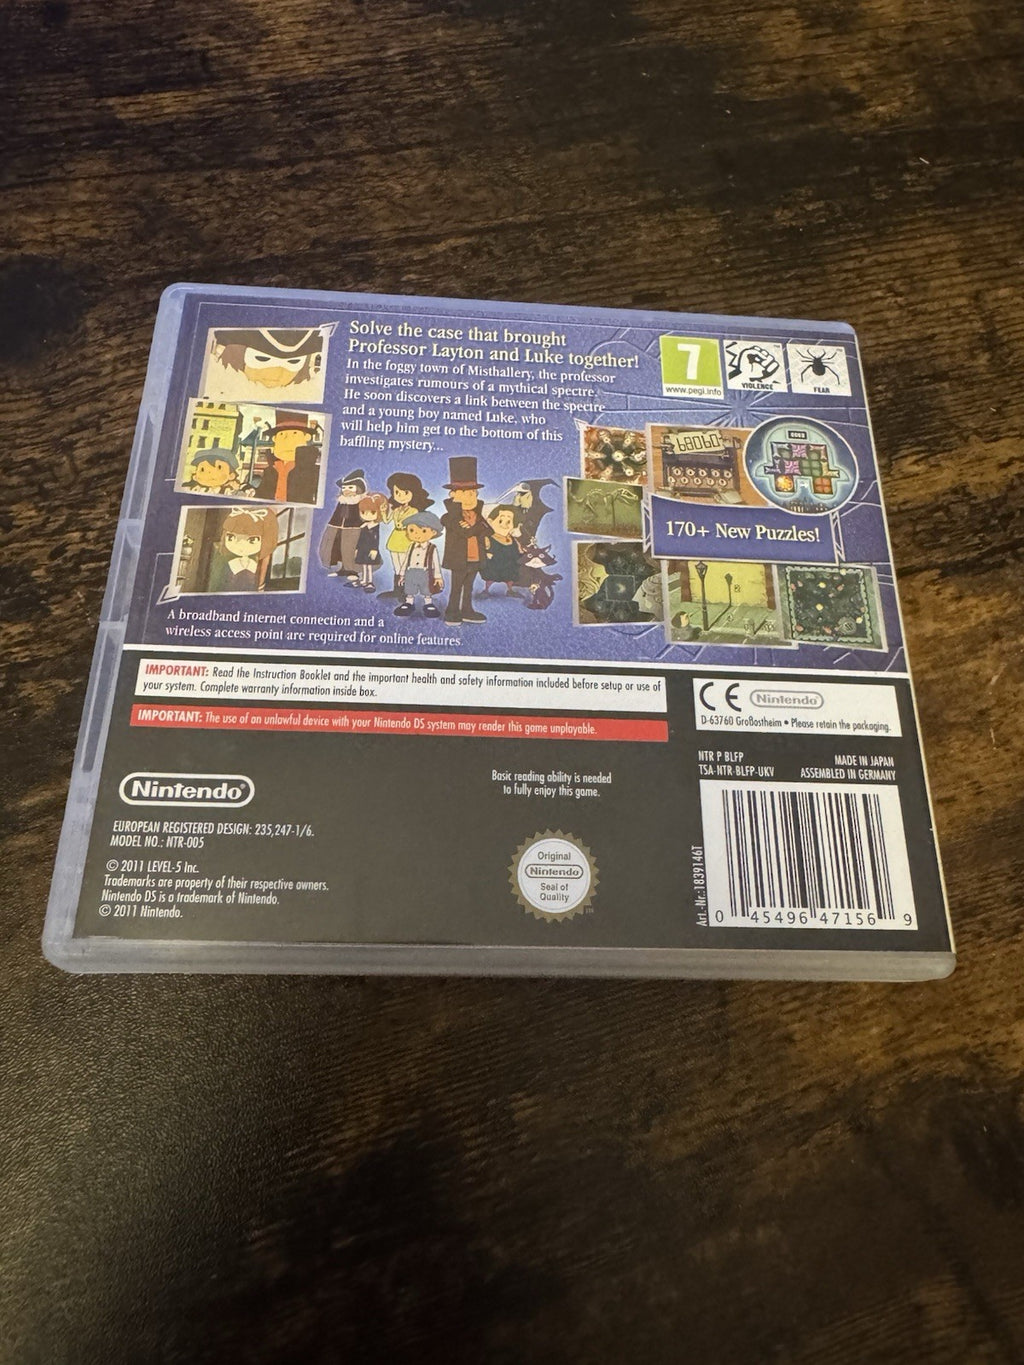 Solve the case that brought
Professor Layton and Luke together!
In the foggy town of Misthallery, the professor
investigates rumours of a mythical spectre.
He soon discovers a link between the spectre
and a young boy named Luke, who
will help him get to the bottom of this
baffling mystery...
7
www.pegi.info
VIOLENCE
FEAR
170+ New Puzzles!
A broadband internet connection and a
wireless access point are required for online features.
IMPORTANT: Read the Instruction Booklet and the important health and safety information included before setup or use of
your system. Complete warranty information inside box.
IMPORTANT: The use of an unlawful device with your Nintendo DS system may render this game unplayable.
CE Nintendo
D-63760 Großostheim • Please retain the packaging.
NTR P BLFP
TSA-NTR-BLFP-UKV
MADE IN JAPAN
ASSEMBLED IN GERMANY
Nintendo
Basic reading ability is needed
to fully enjoy this game.
EUROPEAN REGISTERED DESIGN: 235,247-1/6.
MODEL NO.: NTR-005
© 2011 LEVEL-5 Inc.
Trademarks are property of their respective owners.
Nintendo DS is a trademark of Nintendo.
© 2011 Nintendo.
Original
Nintendo
Seal of
Quality
Art.-Nr.:1839146T
0 45496 47156 9